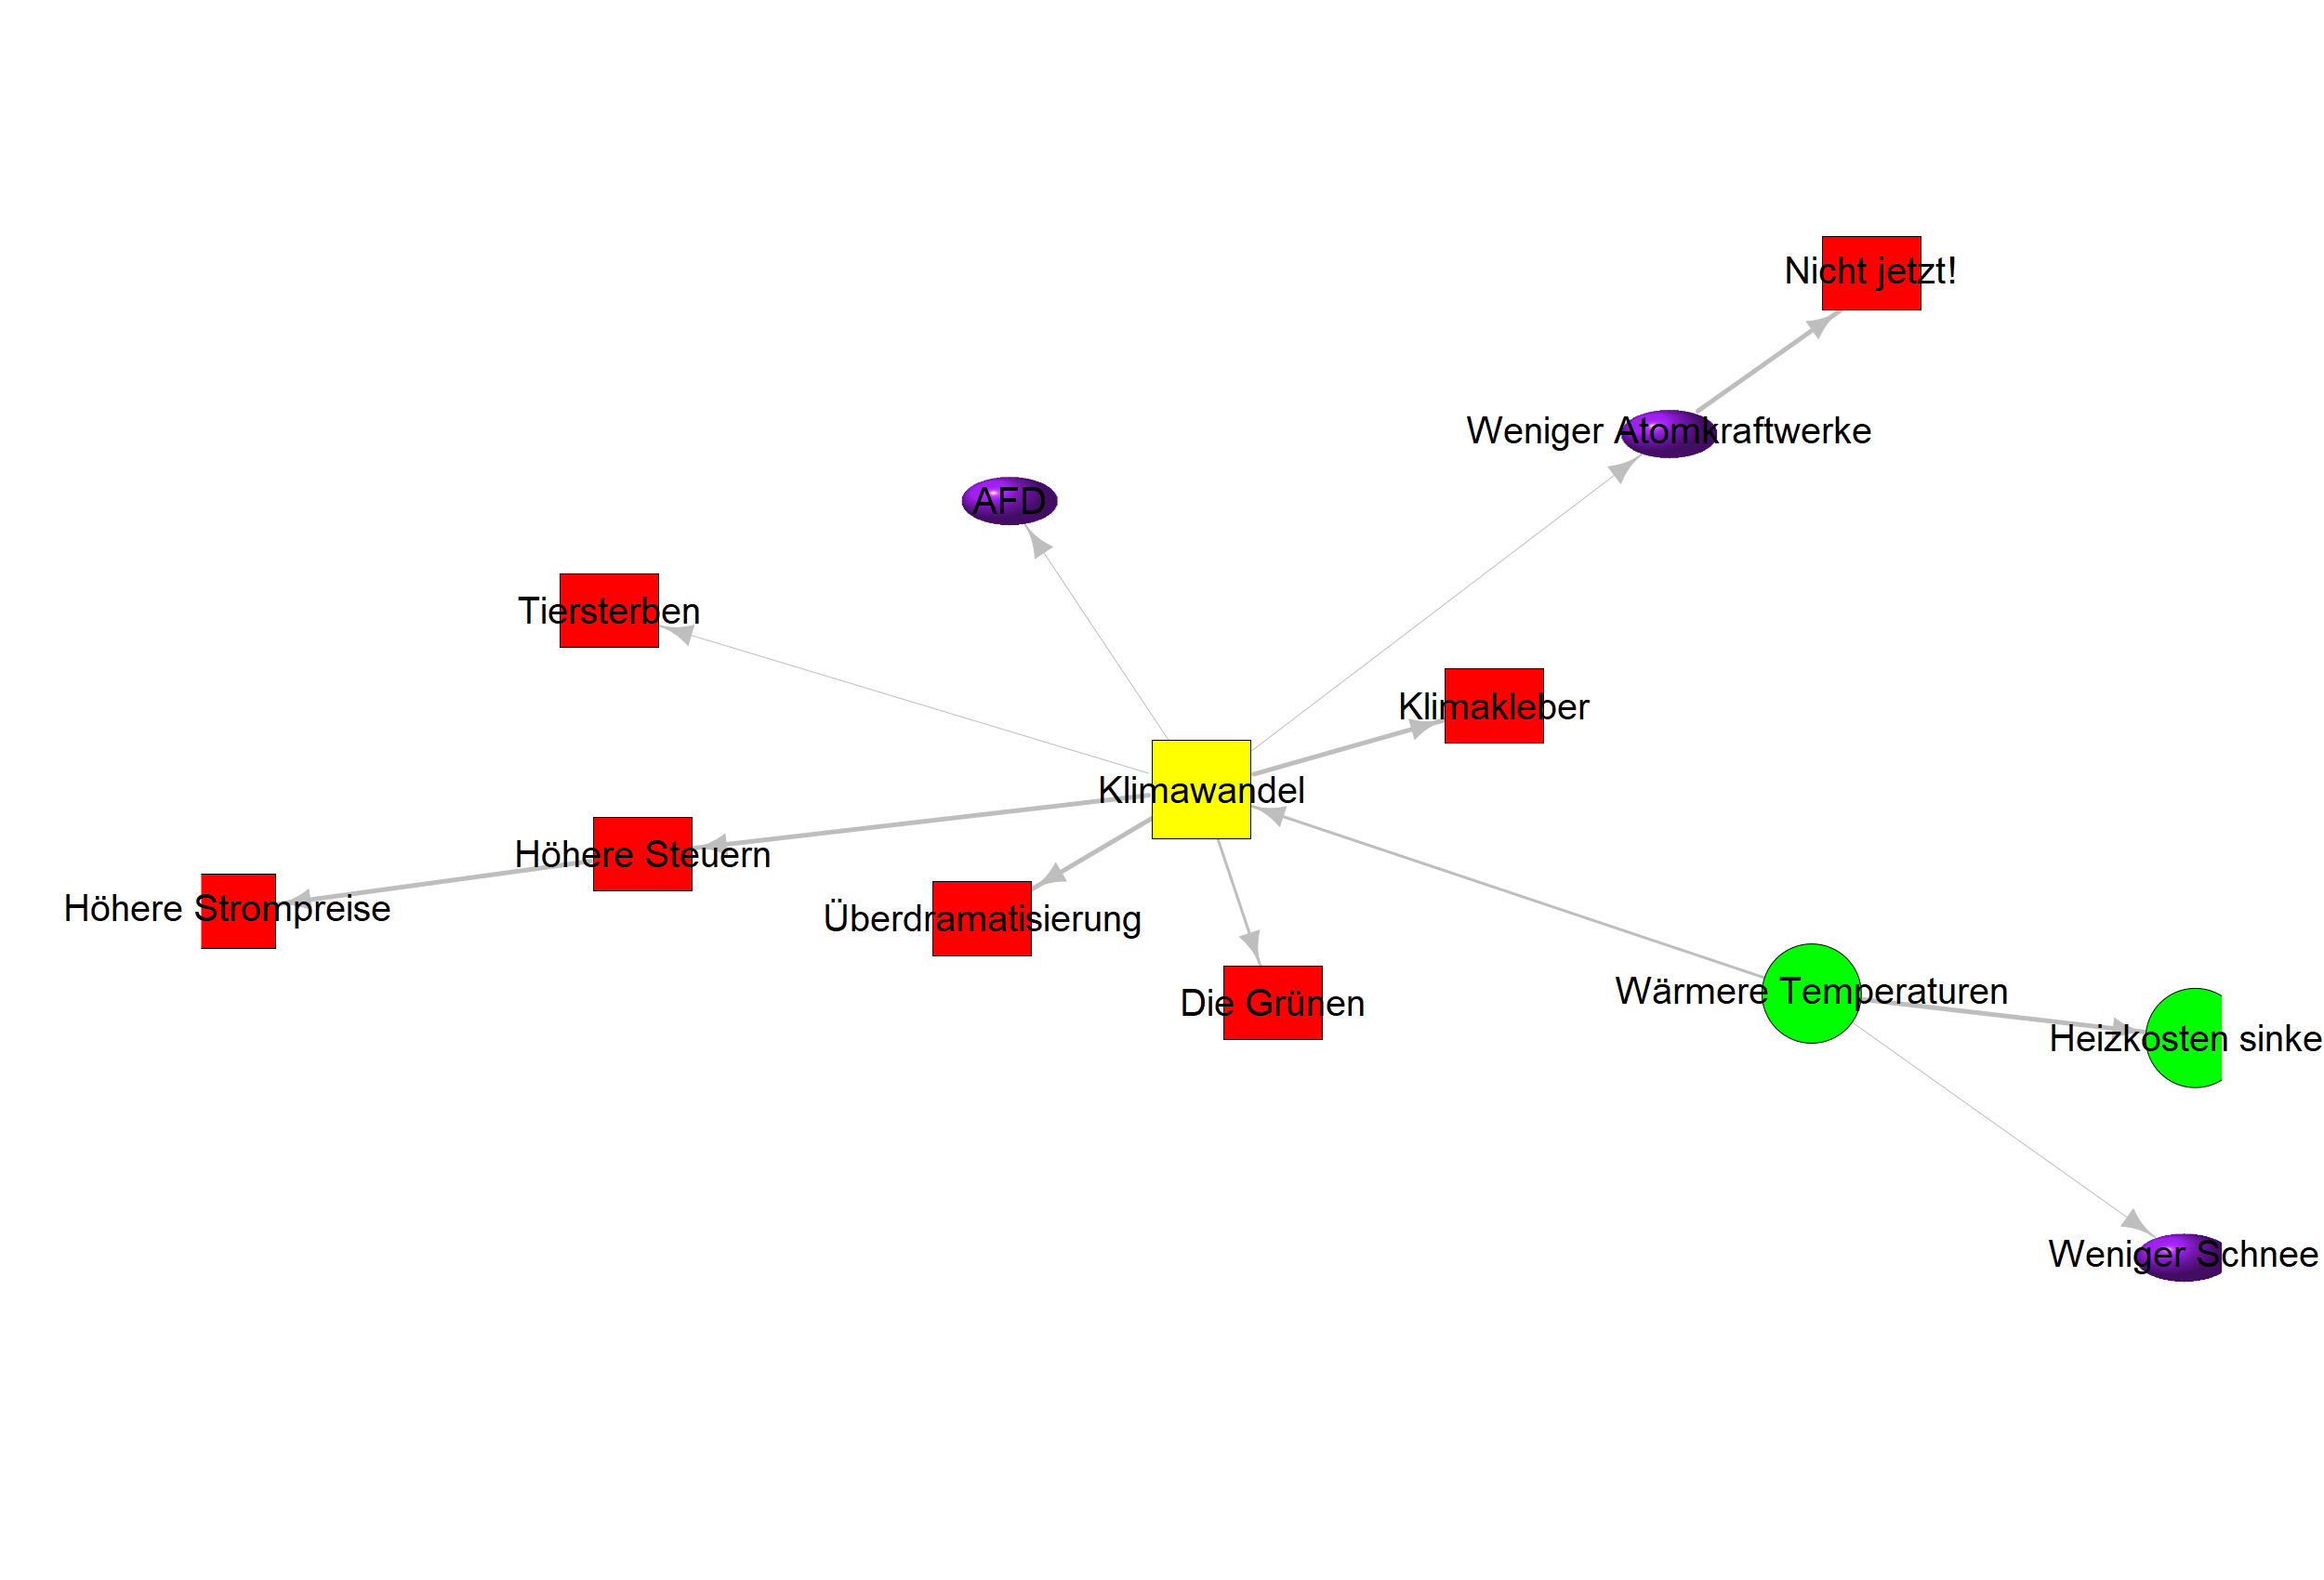 Nicht jetzt!
Weniger Atomkraftwerke
AFD
Tiersterben
Klimakleber
Klimawandel
Höhere Steuern
Höhere Strompreise
Überdramatisierung
Die Grünen
Wärmere Temperaturen
Heizkosten sinke
Weniger Schnee